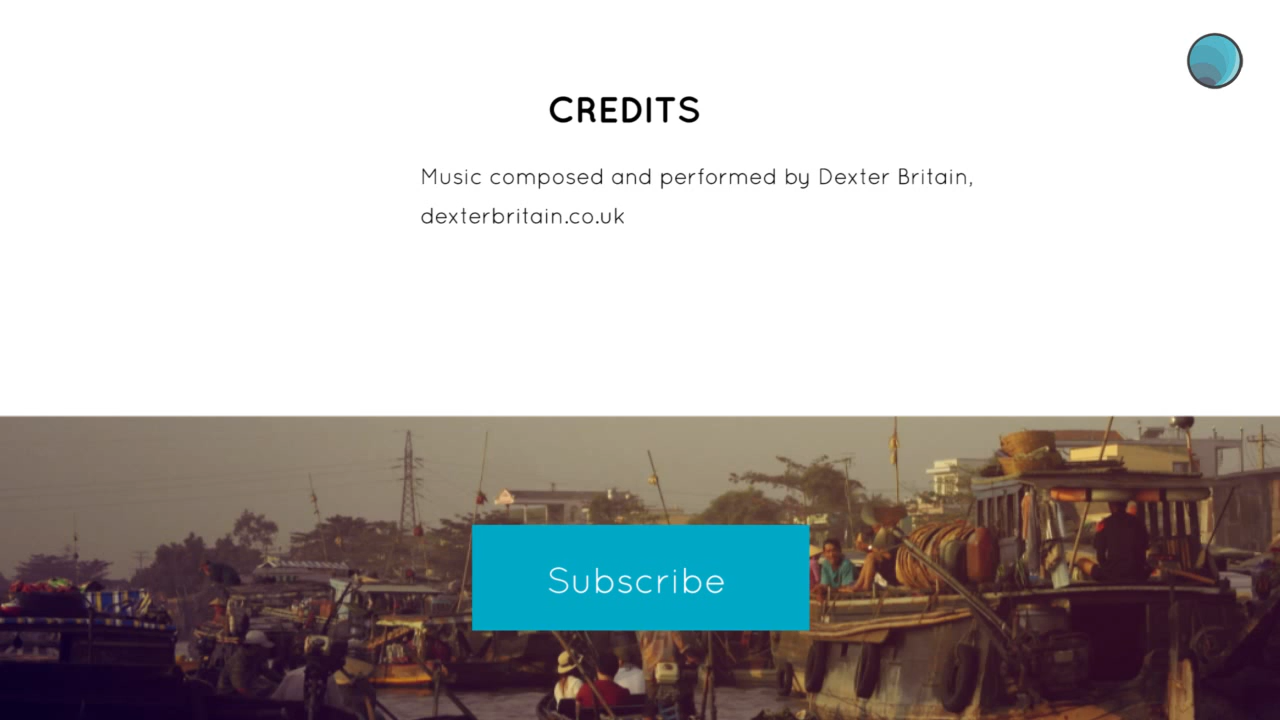 CREDITS
Music composed and performed by Dexter Britain,
dexterbritain.co.uk
Subscribe